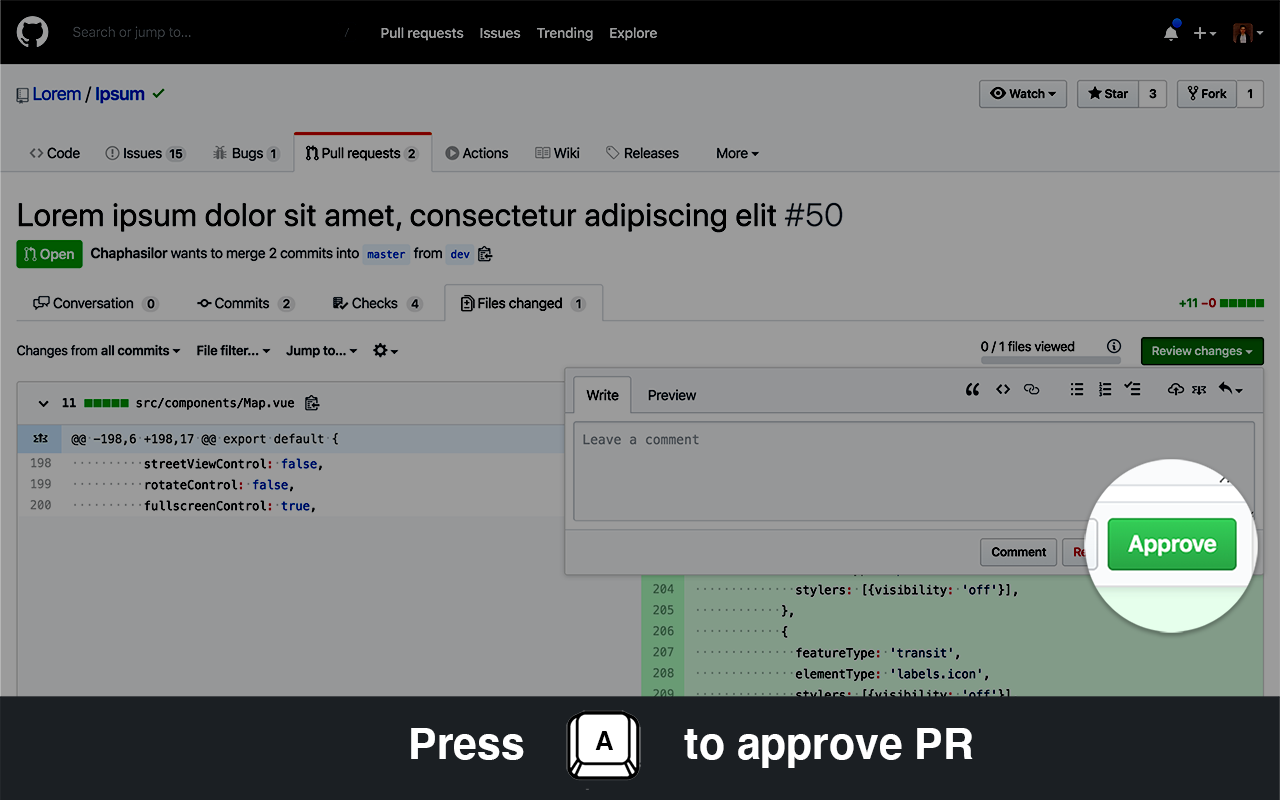 Search or jump to... / Pull requests Issues Trending Explore
Lorem / Ipsum Watch Star 3 Fork 1
Code Issues 15 Bugs 1 Pull requests 2 Actions Wiki Releases More
Lorem ipsum dolor sit amet, consectetur adipiscing elit #50
Open Chaphasilor wants to merge 2 commits into master from dev
Conversation 0 Commits 2 Checks 4 Files changed 1 +11 −0
Changes from all commits File filter... Jump to... 0 / 1 files viewed Review changes
11 src/components/Map.vue Write Preview
@@ -198,6 +198,17 @@ export default { Leave a comment
198 streetViewControl: false,
199 rotateControl: false,
200 fullscreenControl: true,
Comment Approve
204 stylers: [{visibility: 'off'}],
205 },
206 {
207 featureType: 'transit',
208 elementType: 'labels.icon',
209 stylers: [{visibility: 'off'}]
Press A to approve PR